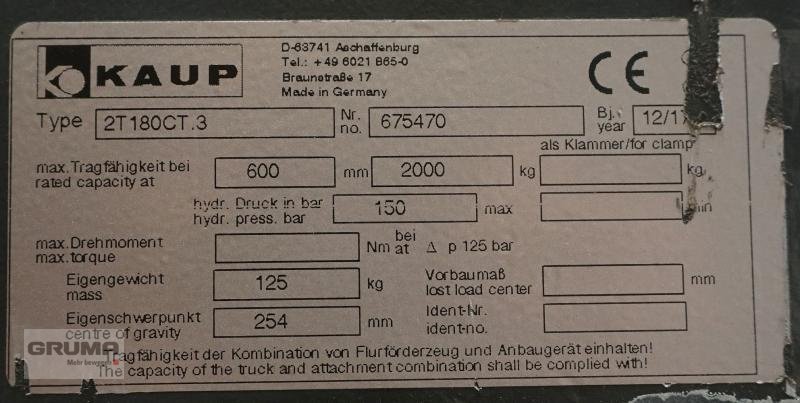 KAUP
D-63741 Aschaffenburg
Tel.: +49 6021 865-0
Braunstraße 17
Made in Germany
CE
Type 2T180CT.3 Nr. no. 675470 Bj. year 12/17
als Klammer/for clamp
max.Tragfähigkeit bei
rated capacity at 600 mm 2000 kg kg
hydr. Druck in bar
hydr. press. bar 150 max
max.Drehmoment
max.torque Nm bei at Δ p 125 bar
Eigengewicht
mass 125 kg Vorbaumaß
lost load center mm
Eigenschwerpunkt
centre of gravity 254 mm Ident-Nr.
ident-no.
GRUMA
Mehr bewegen.
Tragfähigkeit der Kombination von Flurförderzeug und Anbaugerät einhalten!
The capacity of the truck and attachment combination shall be complied with!